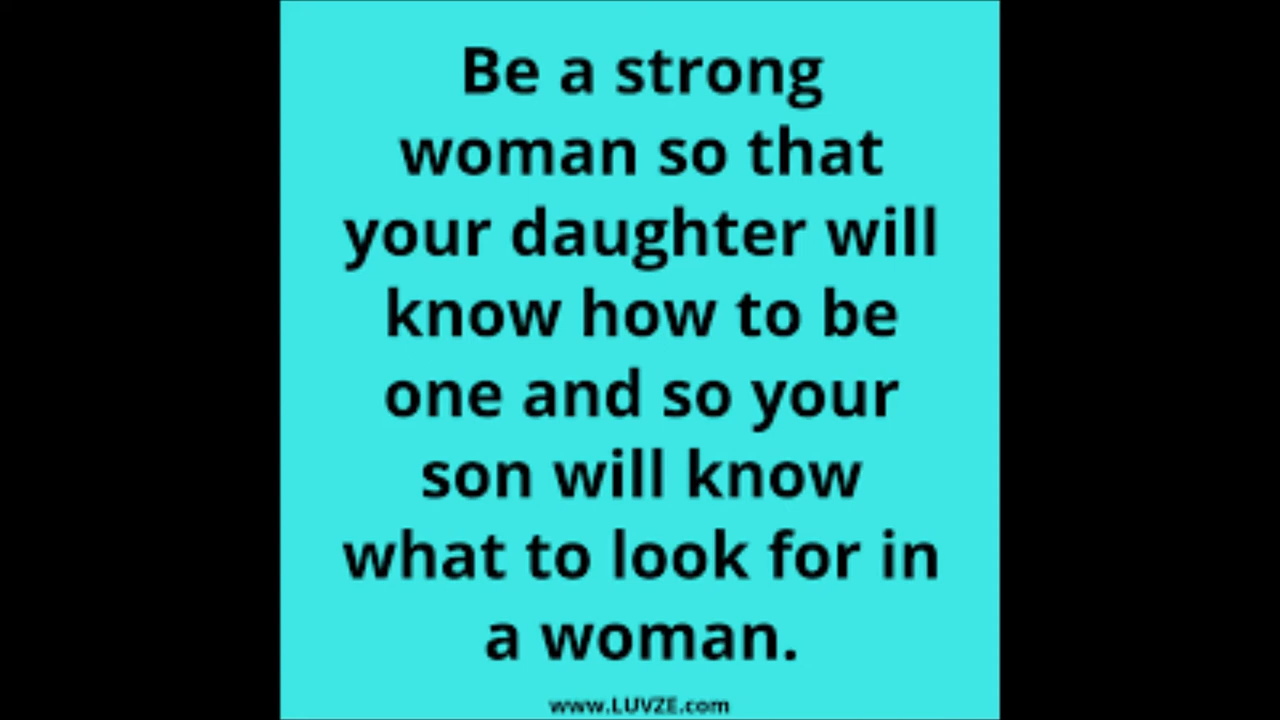 Be a strong
woman so that
your daughter will
know how to be
one and so your
son will know
what to look for in
a woman.
www.LUVZE.com